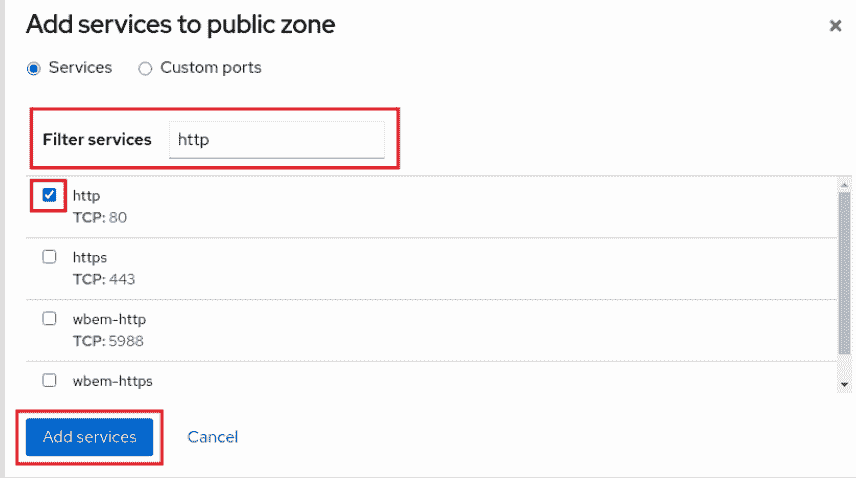 Add services to public zone
Services Custom ports
Filter services http
http
TCP: 80
https
TCP: 443
wbem-http
TCP: 5988
wbem-https
Add services Cancel